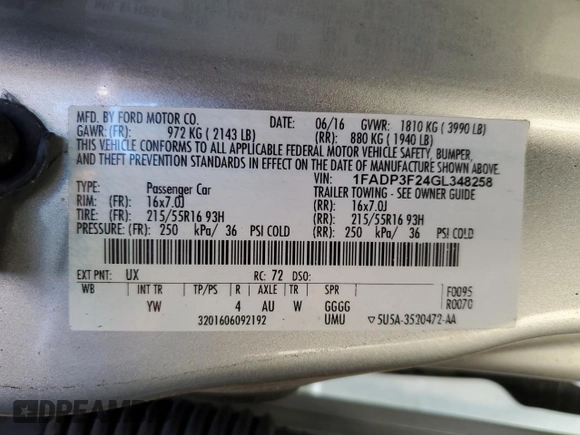 MFD. BY FORD MOTOR CO. DATE: 06/16 GVWR: 1810 KG ( 3990 LB)
GAWR: (FR) 972 KG ( 2143 LB) (RR): 880 KG ( 1940 LB)
THIS VEHICLE CONFORMS TO ALL APPLICABLE FEDERAL MOTOR VEHICLE SAFETY, BUMPER,
AND THEFT PREVENTION STANDARDS IN EFFECT ON THE DATE OF MANUFACTURE SHOWN ABOVE.
VIN: 1FADP3F24GL348258
TYPE: Passenger Car TRAILER TOWING - SEE OWNER GUIDE
RIM: (FR): 16x7.0J (RR): 16x7.0J
TIRE: (FR): 215/55R16 93H (RR): 215/55R16 93H
PRESSURE: (FR): 250 kPa/ 36 PSI COLD (RR): 250 kPa/ 36 PSI COLD
EXT PNT: UX RC: 72 DSO:
WB INT TR TP/PS R AXLE TR SPR F0095
YW 4 AU W GGGG R0070
3201606092192 UMU ▽5U5A-3520472-AA